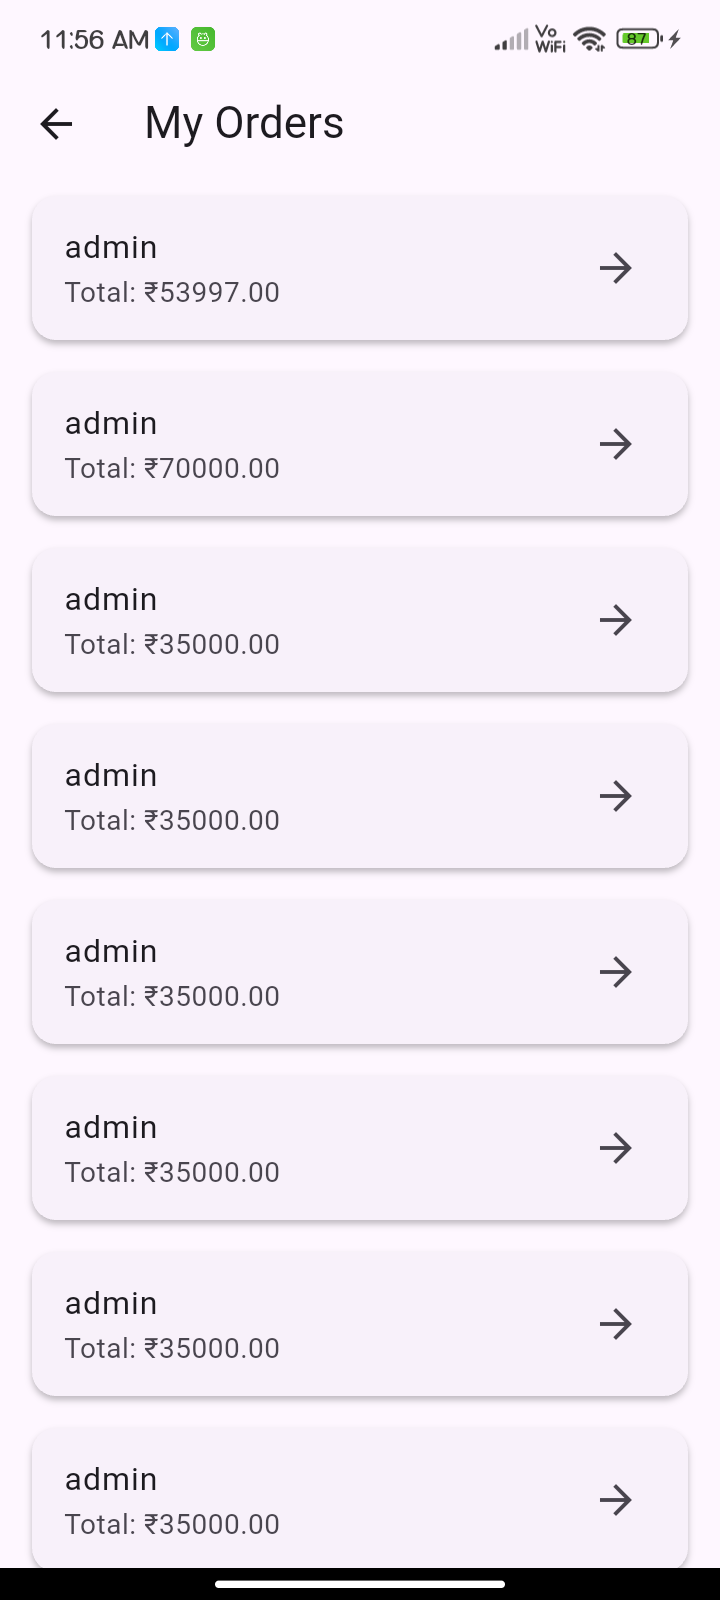 11:56 AM
Vo
WiFi
87
My Orders
admin
Total: ₹53997.00
admin
Total: ₹70000.00
admin
Total: ₹35000.00
admin
Total: ₹35000.00
admin
Total: ₹35000.00
admin
Total: ₹35000.00
admin
Total: ₹35000.00
admin
Total: ₹35000.00